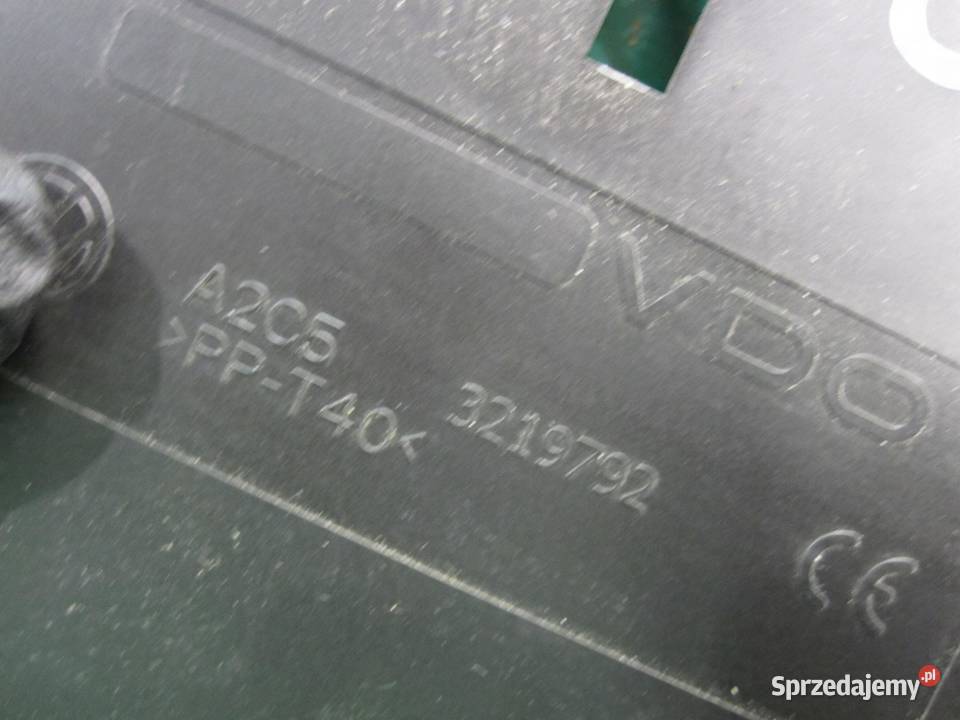 VDO
A2C5 3219792
>PP-T40<
CE
Sprzedajemy.pl